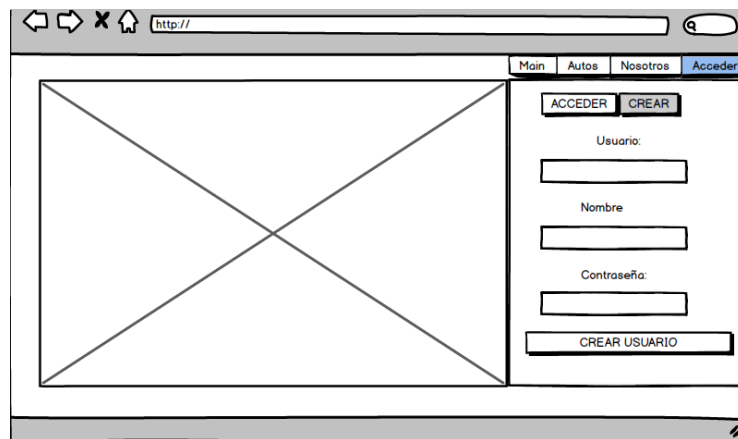 http://
Main Autos Nosotros Acceder
ACCEDER CREAR
Usuario:
Nombre
Contraseña:
CREAR USUARIO